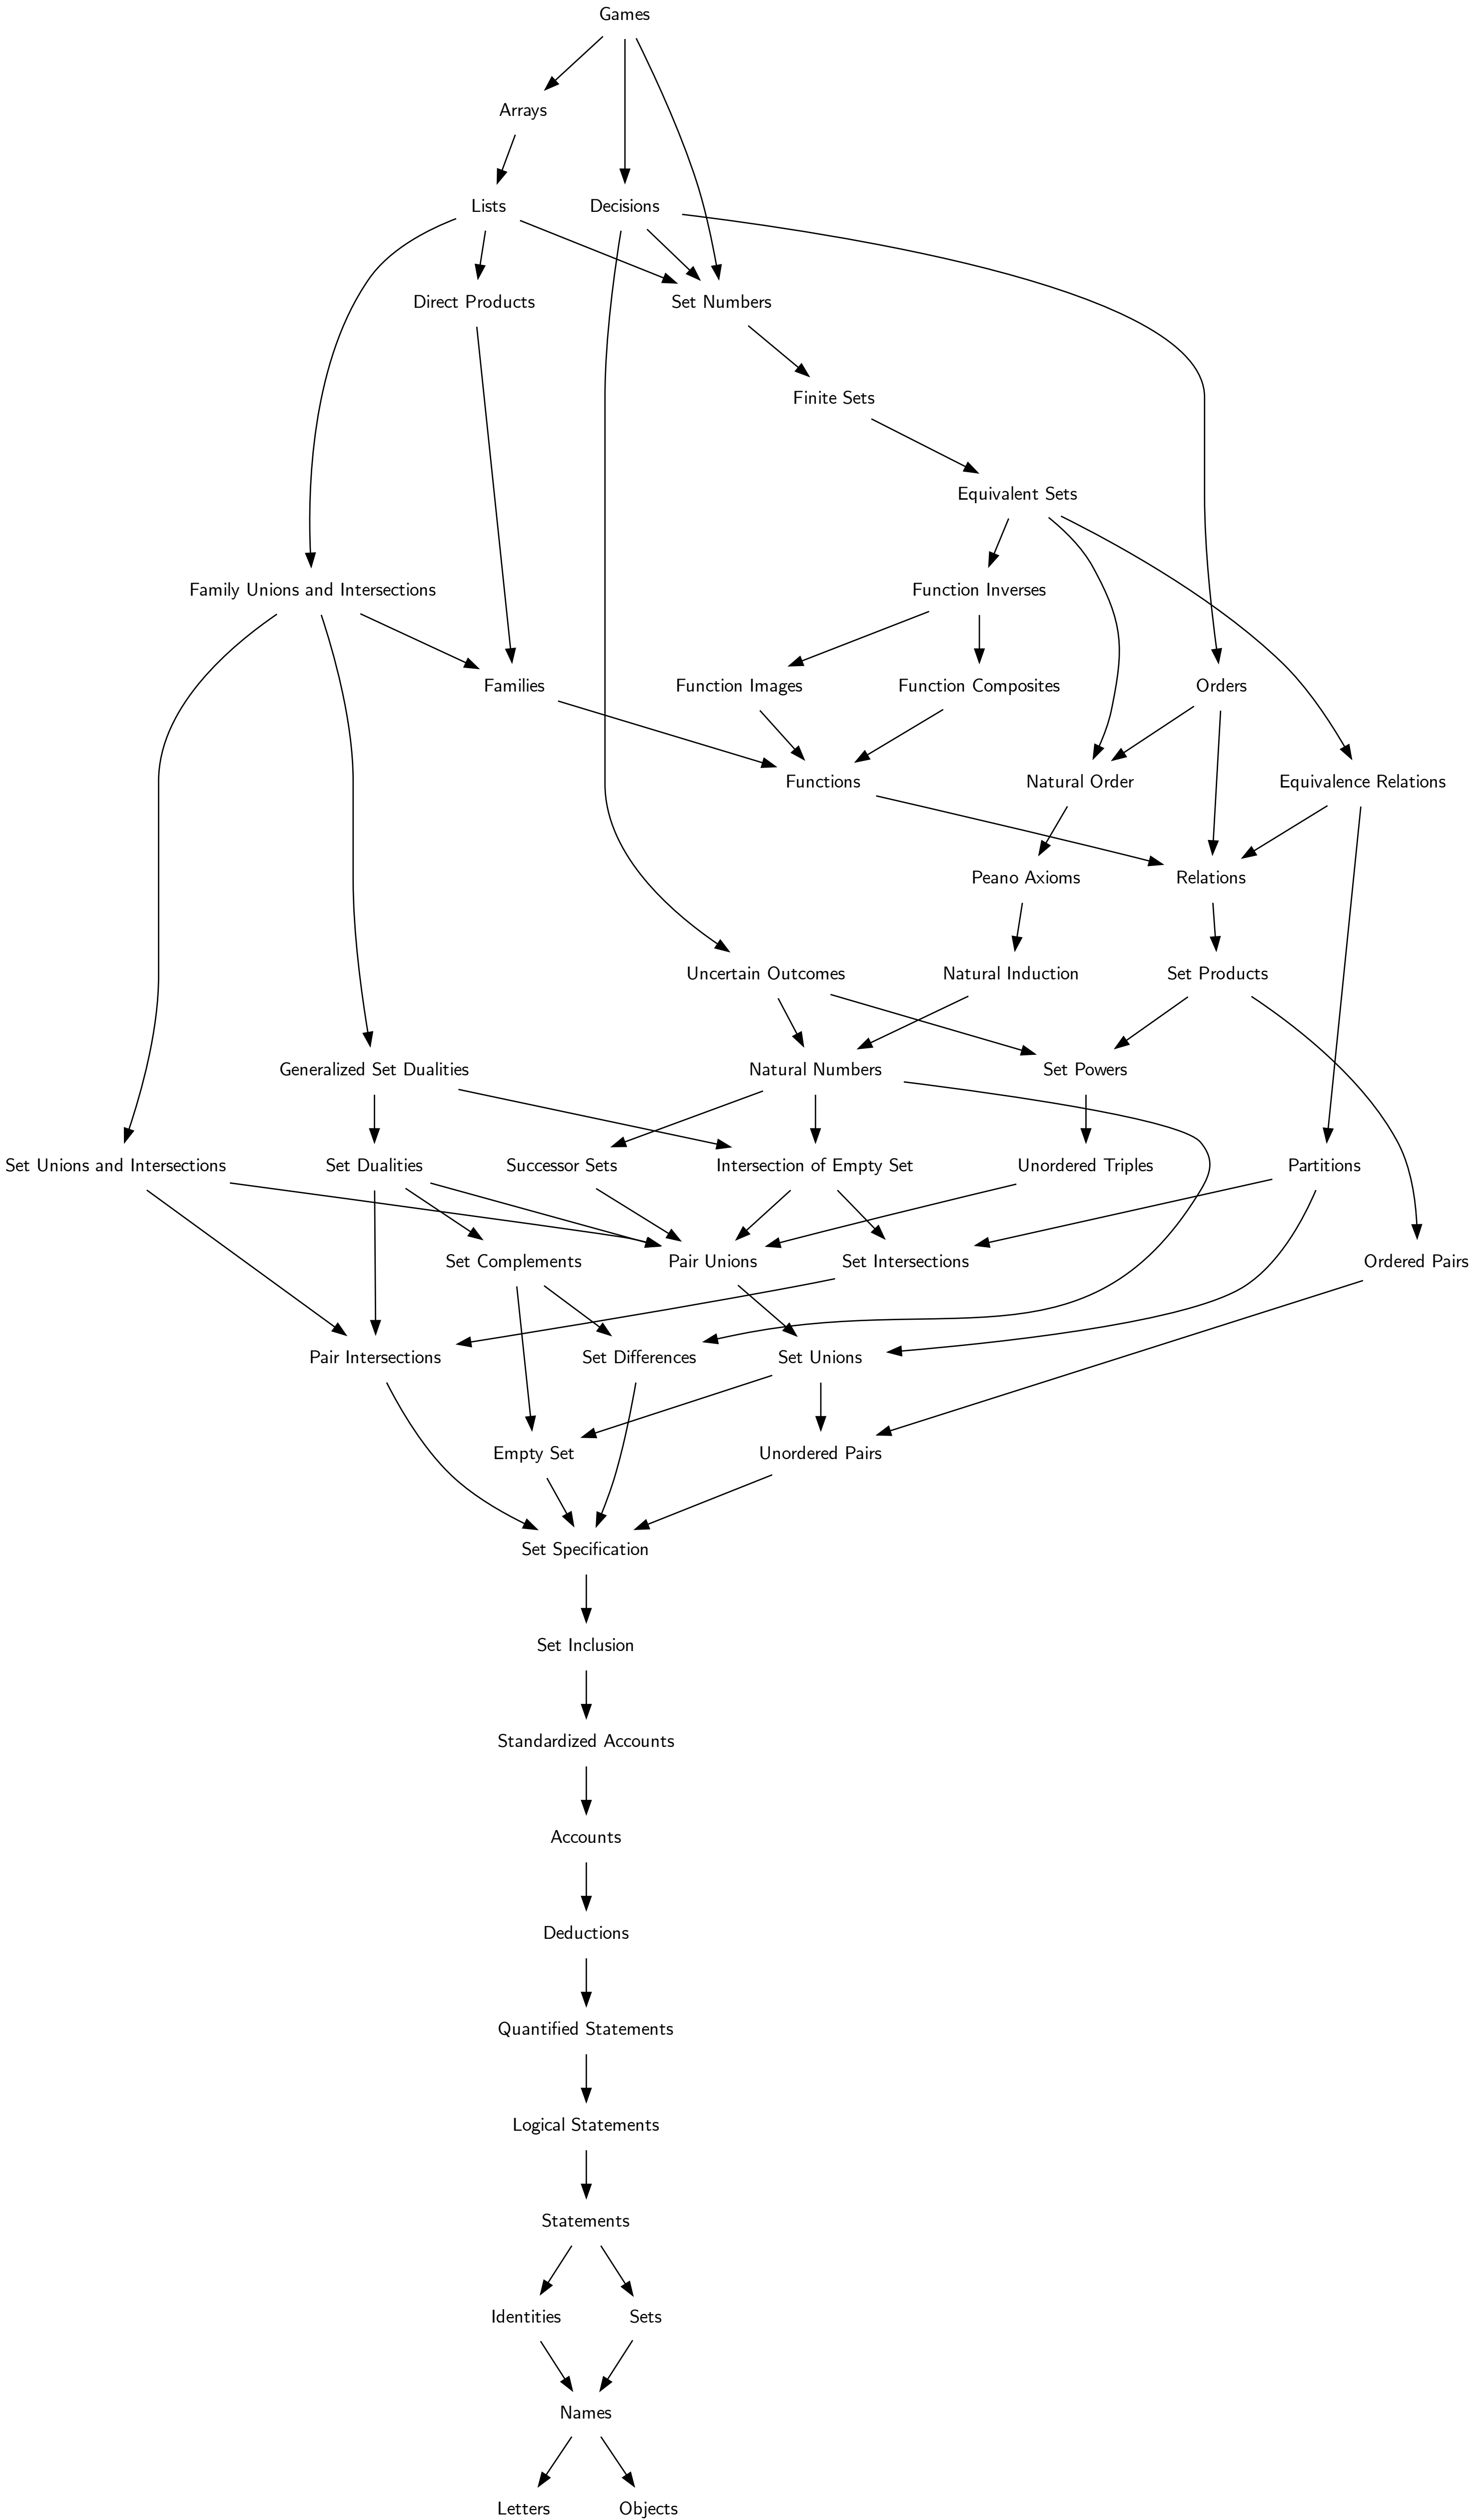 Games
Arrays
Lists
Decisions
Direct Products
Set Numbers
Finite Sets
Equivalent Sets
Family Unions and Intersections
Function Inverses
Families
Function Images
Function Composites
Orders
Functions
Natural Order
Equivalence Relations
Peano Axioms
Relations
Uncertain Outcomes
Natural Induction
Set Products
Generalized Set Dualities
Natural Numbers
Set Powers
Set Unions and Intersections
Set Dualities
Successor Sets
Intersection of Empty Set
Unordered Triples
Partitions
Set Complements
Pair Unions
Set Intersections
Ordered Pairs
Pair Intersections
Set Differences
Set Unions
Empty Set
Unordered Pairs
Set Specification
Set Inclusion
Standardized Accounts
Accounts
Deductions
Quantified Statements
Logical Statements
Statements
Identities
Sets
Names
Letters
Objects